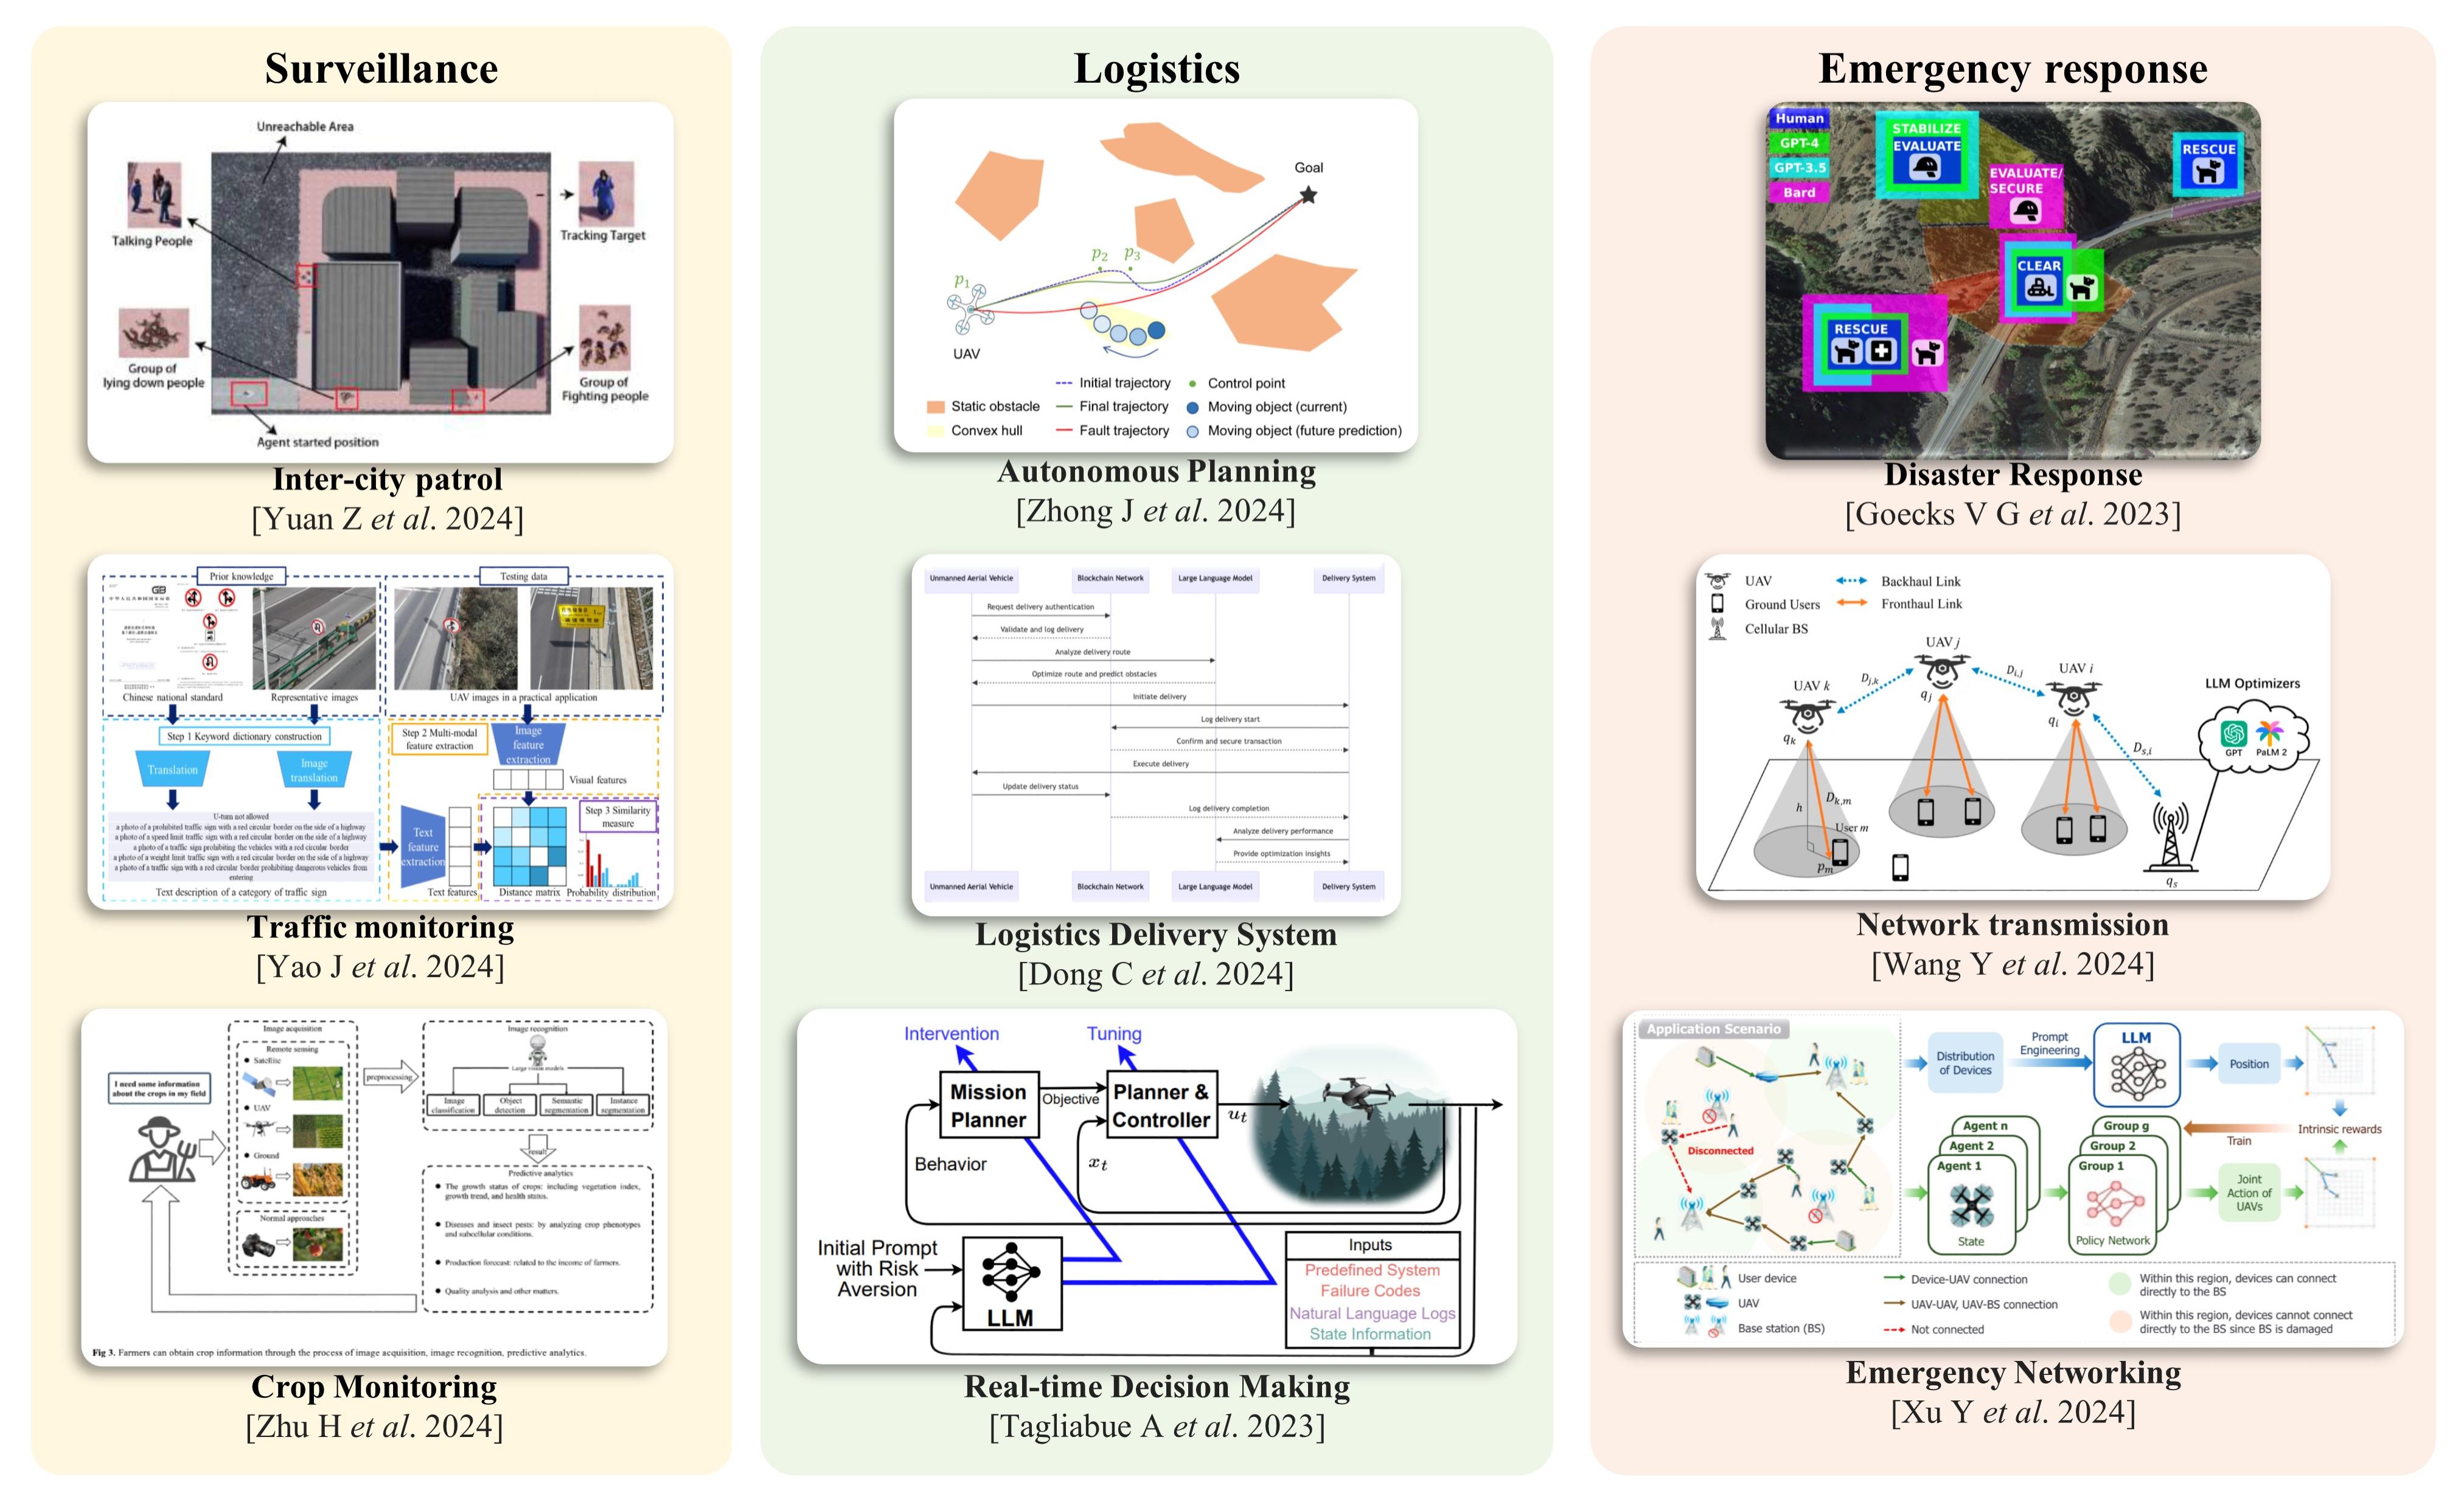 Surveillance
Unreachable Area
Talking People
Tracking Target
Group of
lying down people
Group of
Fighting people
Agent started position
Inter-city patrol
[Yuan Z et al. 2024]
Prior knowledge
Testing data
GB
Chinese national standard
Representative images
UAV images in a practical application
Step 1 Keyword dictionary construction
Translation
Image
translation
Step 2 Multi-modal
feature extraction
Image
feature
extraction
Visual features
U-turn not allowed
a photo of a prohibited traffic sign with a red circular border on the side of a highway
a photo of a speed limit traffic sign with a red circular border on the side of a highway
a photo of a traffic sign prohibiting the vehicles with a red circular border
a photo of a weight limit traffic sign with a red circular border on the side of a highway
a photo of a traffic sign with a red circular border prohibiting dangerous vehicles from
entering
Text description of a category of traffic sign
Text
feature
extraction
Text features
Step 3 Similarity
measure
Distance matrix
Probability distribution
Traffic monitoring
[Yao J et al. 2024]
I need some information
about the crops in my field
Image acquisition
Remote sensing
● Satellite
● UAV
● Ground
Normal approaches
preprocessing
Image recognition
Large vision models
Image
classification
Object
detection
Semantic
segmentation
Instance
segmentation
result
Predictive analytics
● The growth status of crops: including vegetation index,
growth trend, and health status.
● Diseases and insect pests: by analyzing crop phenotypes
and subcellular conditions.
● Production forecast: related to the income of farmers.
● Quality analysis and other matters.
Fig 3. Farmers can obtain crop information through the process of image acquisition, image recognition, predictive analytics.
Crop Monitoring
[Zhu H et al. 2024]
Logistics
Goal
p1
p2
p3
UAV
Initial trajectory
Control point
Static obstacle
Final trajectory
Moving object (current)
Convex hull
Fault trajectory
Moving object (future prediction)
Autonomous Planning
[Zhong J et al. 2024]
Unmanned Aerial Vehicle
Blockchain Network
Large Language Model
Delivery System
Request delivery authentication
Validate and log delivery
Analyze delivery route
Optimize route and predict obstacles
Initiate delivery
Log delivery start
Confirm and secure transaction
Execute delivery
Update delivery status
Log delivery completion
Analyze delivery performance
Provide optimization insights
Unmanned Aerial Vehicle
Blockchain Network
Large Language Model
Delivery System
Logistics Delivery System
[Dong C et al. 2024]
Intervention
Tuning
Mission
Planner
Objective
Planner &
Controller
ut
Behavior
xt
Initial Prompt
with Risk
Aversion
LLM
Inputs
Predefined System
Failure Codes
Natural Language Logs
State Information
Real-time Decision Making
[Tagliabue A et al. 2023]
Emergency response
Human
GPT-4
GPT-3.5
Bard
STABILIZE
EVALUATE
EVALUATE/
SECURE
RESCUE
CLEAR
RESCUE
Disaster Response
[Goecks V G et al. 2023]
UAV
Backhaul Link
Ground Users
Fronthaul Link
Cellular BS
UAV j
UAV i
UAV k
Dj,k
Di,j
qj
qi
qk
LLM Optimizers
GPT
PaLM 2
Ds,i
h
Dk,m
User m
pm
qs
Network transmission
[Wang Y et al. 2024]
Application Scenario
Disconnected
Distribution
of Devices
Prompt
Engineering
LLM
Position
Agent n
Agent 2
Agent 1
State
Group g
Group 2
Group 1
Policy Network
Train
Intrinsic rewards
Joint
Action of
UAVs
User device
UAV
Base station (BS)
Device-UAV connection
UAV-UAV, UAV-BS connection
Not connected
Within this region, devices can connect
directly to the BS
Within this region, devices cannot connect
directly to the BS since BS is damaged
Emergency Networking
[Xu Y et al. 2024]